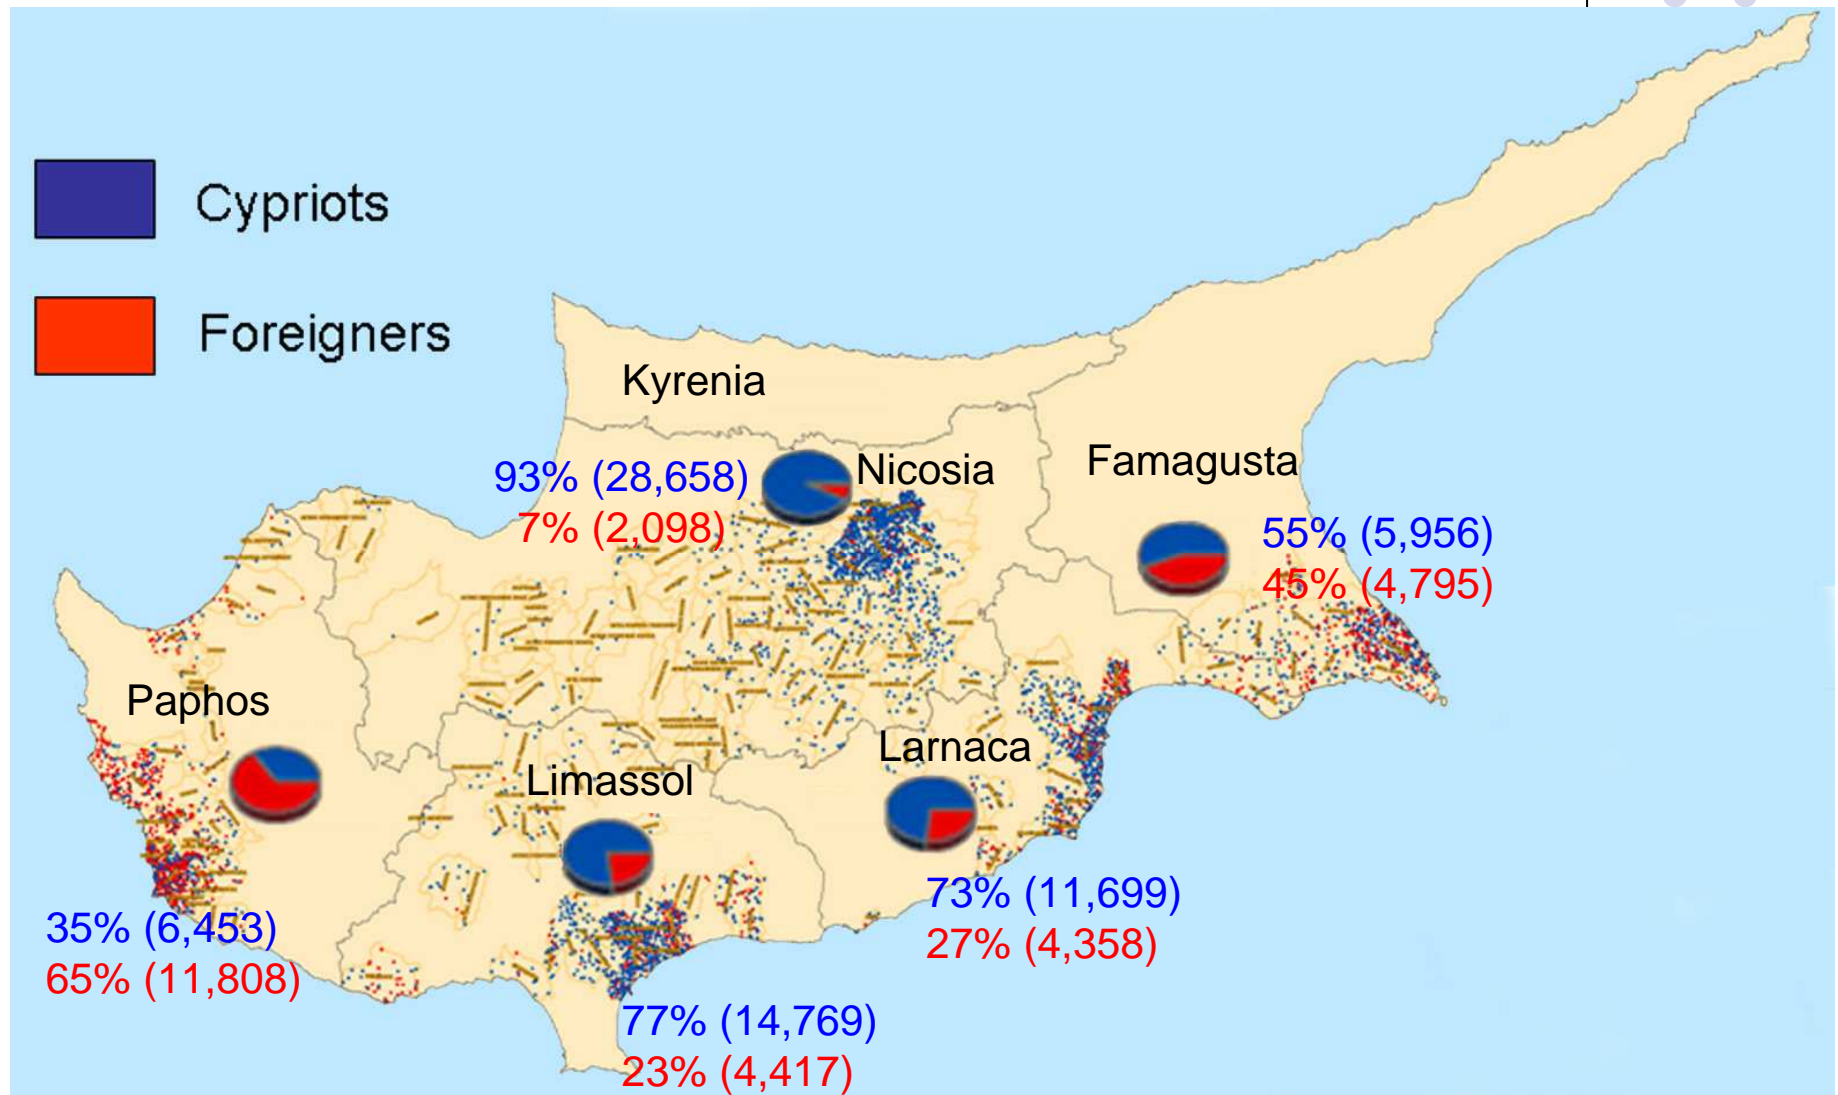 Cypriots
Foreigners
Kyrenia
Nicosia
93% (28,658)
7% (2,098)
Famagusta
55% (5,956)
45% (4,795)
Paphos
35% (6,453)
65% (11,808)
Limassol
77% (14,769)
23% (4,417)
Larnaca
73% (11,699)
27% (4,358)